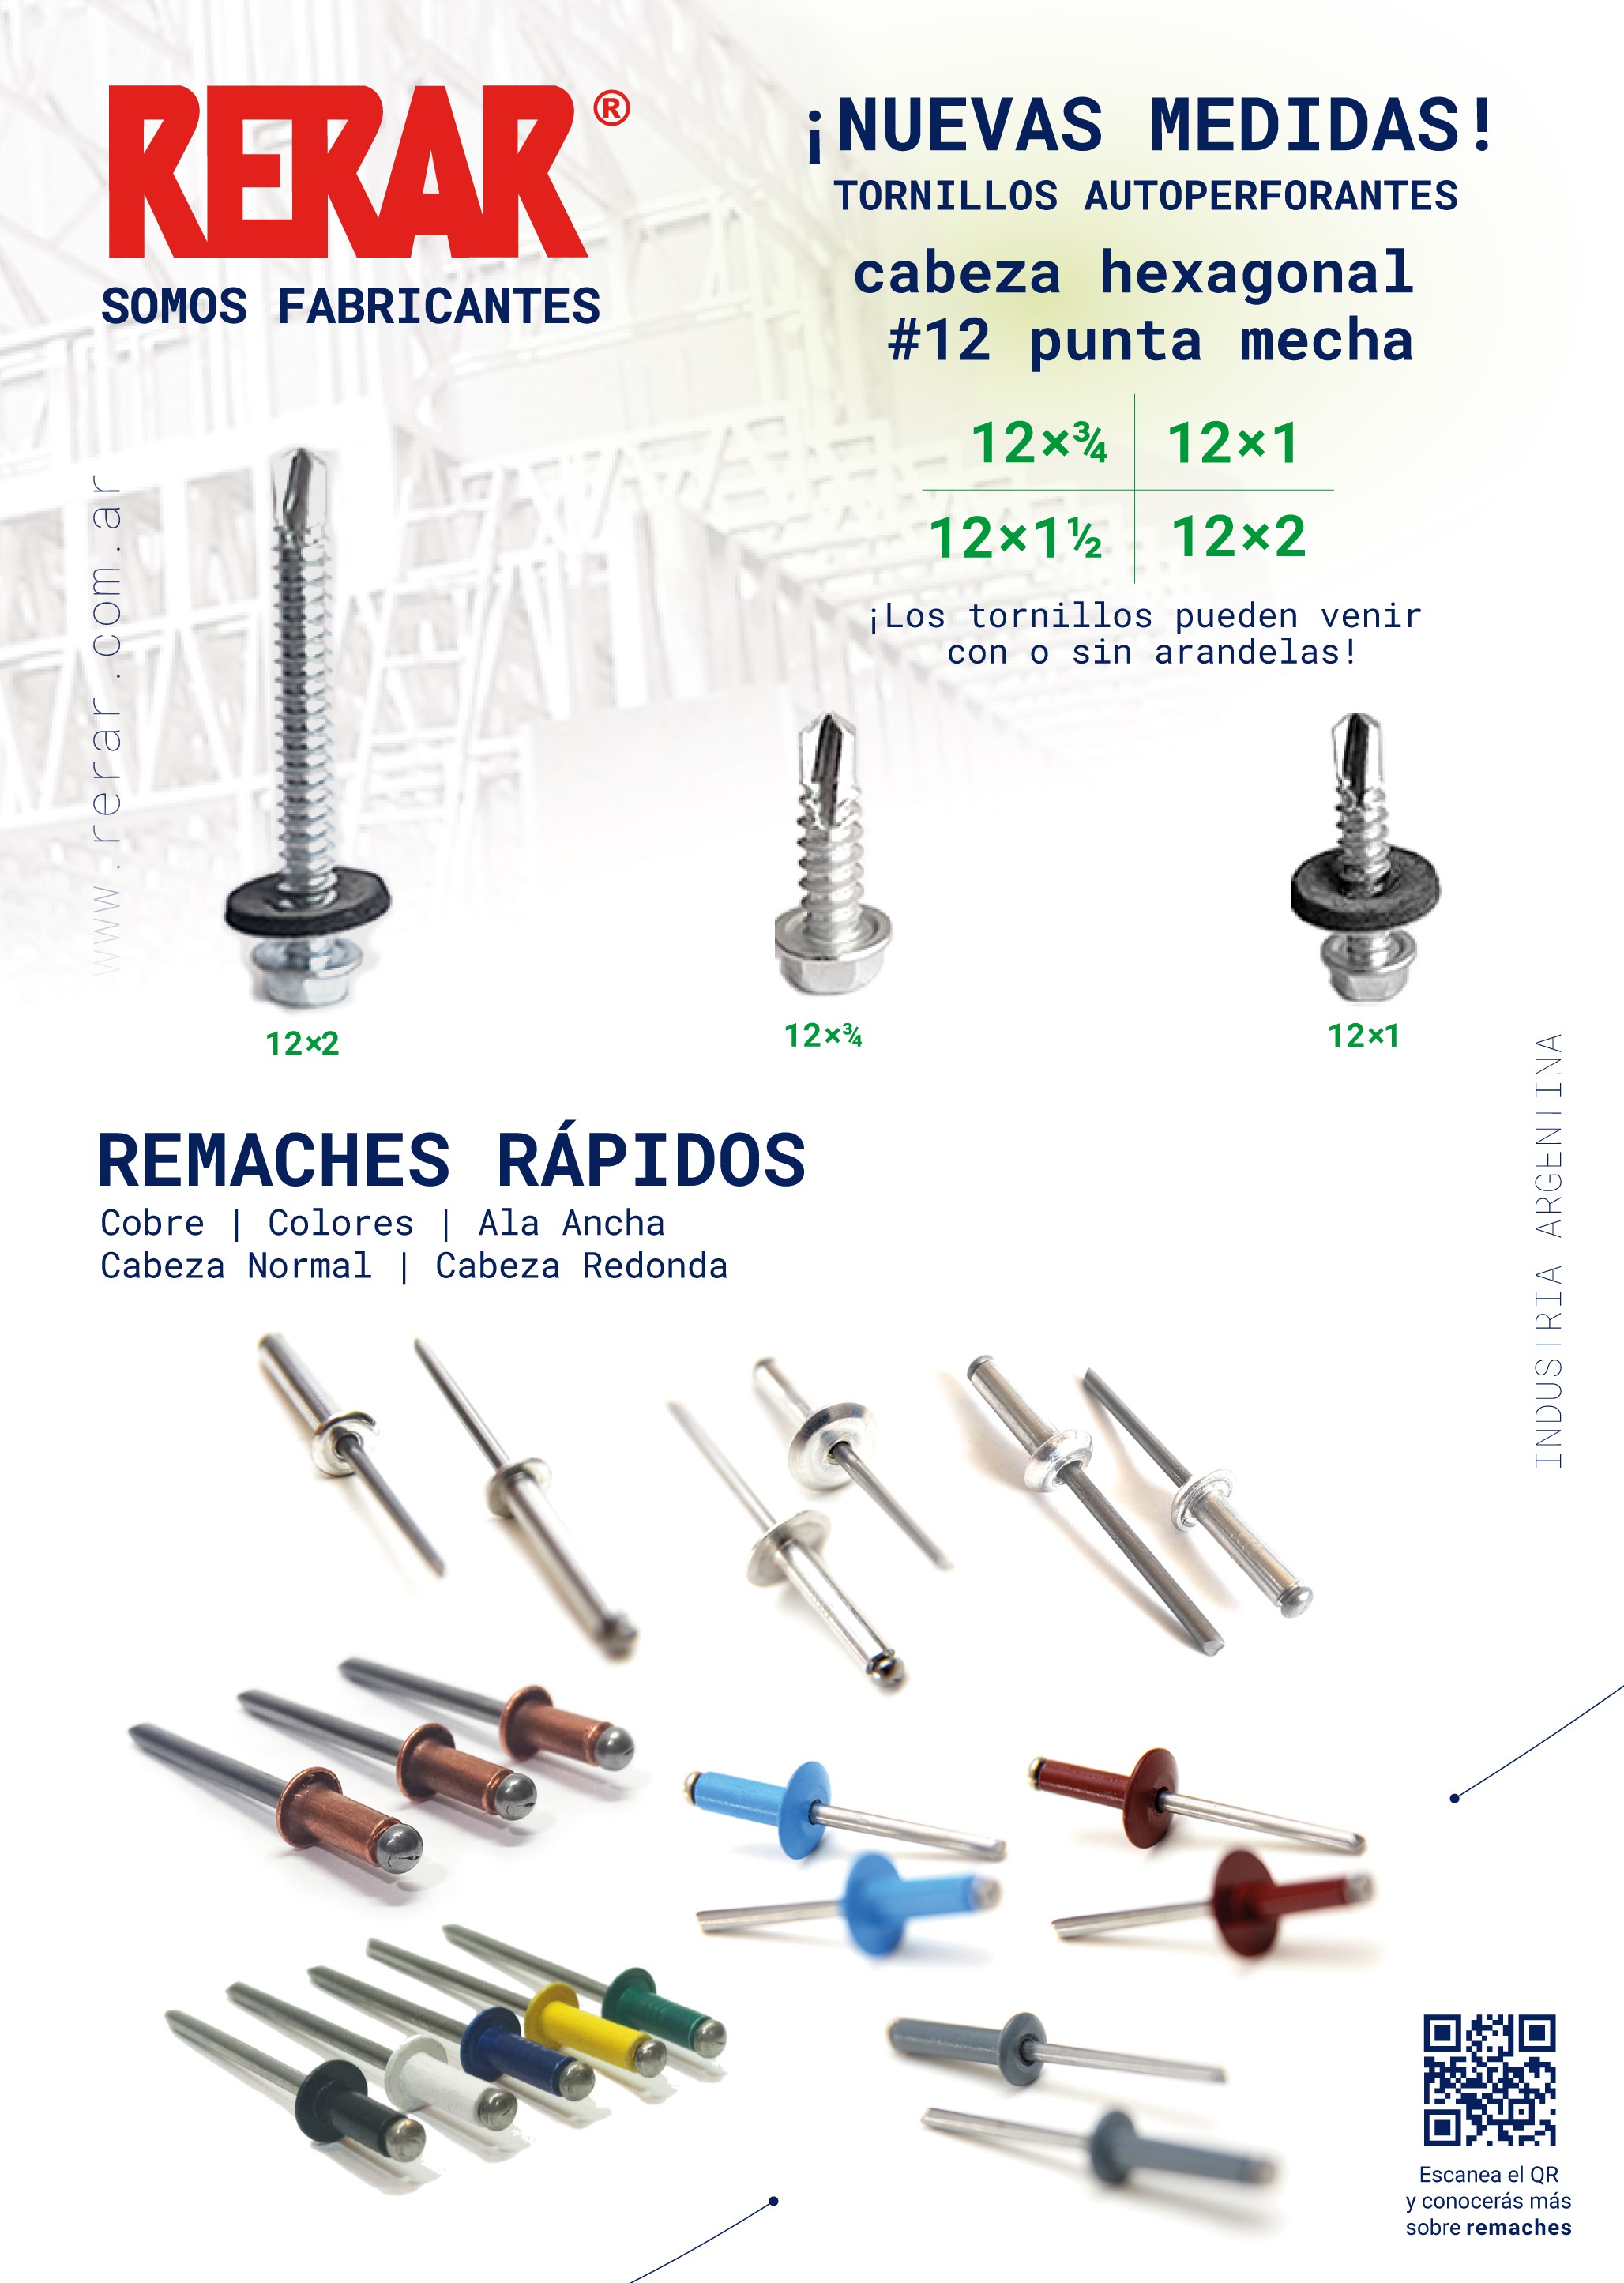 RERAR®
SOMOS FABRICANTES
¡NUEVAS MEDIDAS!
TORNILLOS AUTOPERFORANTES
cabeza hexagonal
#12 punta mecha
12×¾ 12×1
12×1½ 12×2
¡Los tornillos pueden venir
con o sin arandelas!
www.rerar.com.ar
12×2
12×¾
12×1
INDUSTRIA ARGENTINA
REMACHES RÁPIDOS
Cobre | Colores | Ala Ancha
Cabeza Normal | Cabeza Redonda
Escanea el QR
y conocerás más
sobre remaches